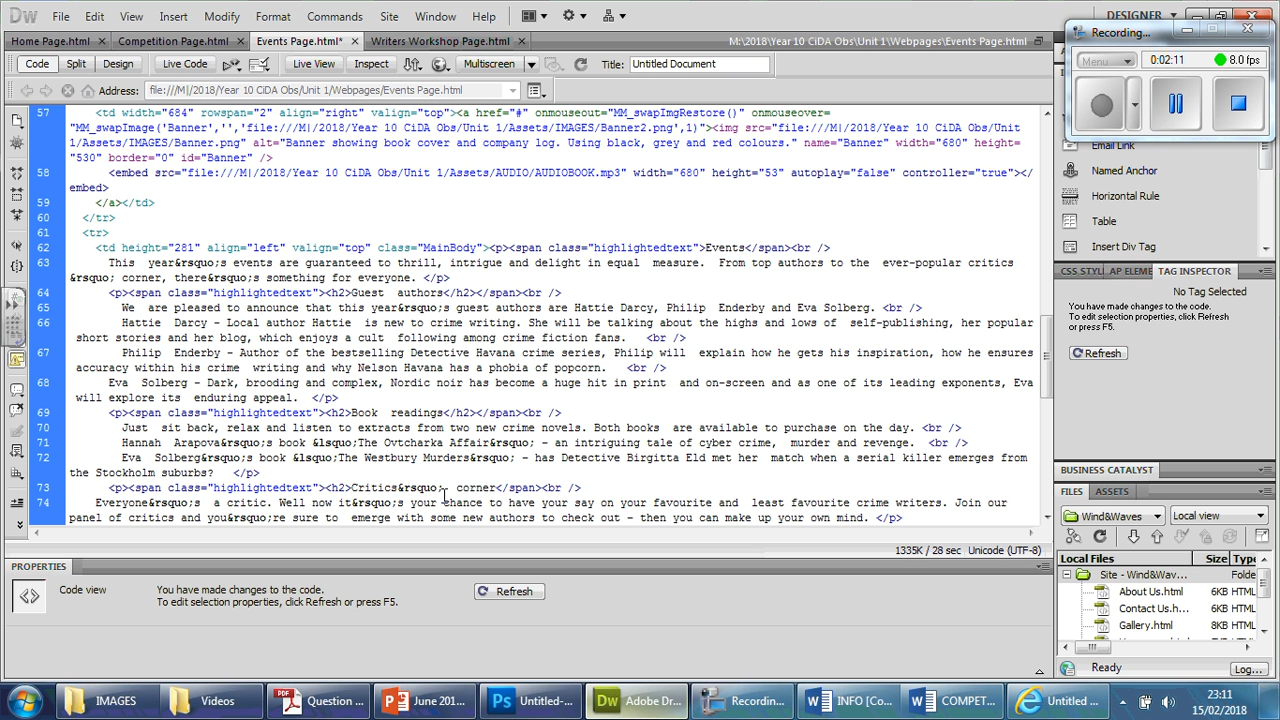 Dw File Edit View Insert Modify Format Commands Site Window Help DESIGNER
Home Page.html × Competition Page.html × Events Page.html* × Writers Workshop Page.html × M:\2018\Year 10 CiDA Obs\Unit 1\Webpages\Events Page.html
Code Split Design Live Code Live View Inspect Multiscreen Title: Untitled Document
Address: file:///M|/2018/Year 10 CiDA Obs/Unit 1/Webpages/Events Page.html
Recording...
Menu 0:02:11 8.0 fps
57 <td width="684" rowspan="2" align="right" valign="top"><a href="#" onmouseout="MM_swapImgRestore()" onmouseover=
"MM_swapImage('Banner','','file:///M|/2018/Year 10 CiDA Obs/Unit 1/Assets/IMAGES/Banner2.png',1)"><img src="file:///M|/2018/Year 10 CiDA Obs/Unit
1/Assets/IMAGES/Banner.png" alt="Banner showing book cover and company log. Using black, grey and red colours." name="Banner" width="680" height=
"530" border="0" id="Banner" />
58 <embed src="file:///M|/2018/Year 10 CiDA Obs/Unit 1/Assets/AUDIO/AUDIOBOOK.mp3" width="680" height="53" autoplay="false" controller="true"></
embed>
59 </a></td>
60 </tr>
61 <tr>
62 <td height="281" align="left" valign="top" class="MainBody"><p><span class="highlightedtext">Events</span><br />
63 This year&rsquo;s events are guaranteed to thrill, intrigue and delight in equal measure. From top authors to the ever-popular critics
&rsquo; corner, there&rsquo;s something for everyone. </p>
64 <p><span class="highlightedtext"><h2>Guest authors</h2></span><br />
65 We are pleased to announce that this year&rsquo;s guest authors are Hattie Darcy, Philip Enderby and Eva Solberg. <br />
66 Hattie Darcy – Local author Hattie is new to crime writing. She will be talking about the highs and lows of self-publishing, her popular
short stories and her blog, which enjoys a cult following among crime fiction fans. <br />
67 Philip Enderby – Author of the bestselling Detective Havana crime series, Philip will explain how he gets his inspiration, how he ensures
accuracy within his crime writing and why Nelson Havana has a phobia of popcorn. <br />
68 Eva Solberg – Dark, brooding and complex, Nordic noir has become a huge hit in print and on-screen and as one of its leading exponents, Eva
will explore its enduring appeal. </p>
69 <p><span class="highlightedtext"><h2>Book readings</h2></span><br />
70 Just sit back, relax and listen to extracts from two new crime novels. Both books are available to purchase on the day. <br />
71 Hannah Arapova&rsquo;s book &lsquo;The Ovtcharka Affair&rsquo; – an intriguing tale of cyber crime, murder and revenge. <br />
72 Eva Solberg&rsquo;s book &lsquo;The Westbury Murders&rsquo; – has Detective Birgitta Eld met her match when a serial killer emerges from
the Stockholm suburbs? </p>
73 <p><span class="highlightedtext"><h2>Critics&rsquo; corner</span><br />
74 Everyone&rsquo;s a critic. Well now it&rsquo;s your chance to have your say on your favourite and least favourite crime writers. Join our
panel of critics and you&rsquo;re sure to emerge with some new authors to check out – then you can make up your own mind. </p>
1335K / 28 sec Unicode (UTF-8)
Email Link
Named Anchor
Horizontal Rule
Table
Insert Div Tag
CSS STYL AP ELEME TAG INSPECTOR
No Tag Selected
You have made changes to the code.
To edit selection properties, click Refresh
or press F5.
Refresh
BUSINESS CATALYST
FILES ASSETS
Wind&Waves Local view
Local Files Size Type
Site - Wind&Wav... Folder
About Us.html 6KB HTML
Contact Us.h... 6KB HTML
Gallery.html 8KB HTML
Ready Log...
PROPERTIES
Code view You have made changes to the code.
To edit selection properties, click Refresh or press F5.
Refresh
IMAGES Videos Question ... June 201... Untitled-... Adobe Dr... Recordin... INFO [Co... COMPET... Untitled ...
23:11
15/02/2018